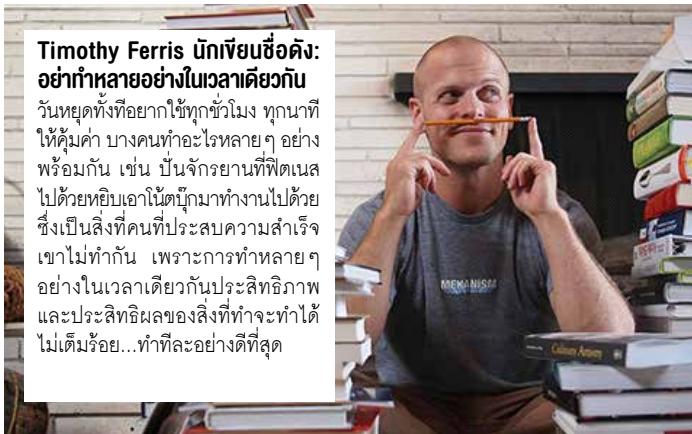 Timothy Ferris นักเขียนชื่อดัง:
อย่าทำหลายอย่างในเวลาเดียวกัน
วันหยุดทั้งทีอยากใช้ทุกชั่วโมง ทุกนาที
ให้คุ้มค่า บางคนทำอะไรหลายๆ อย่าง
พร้อมกัน เช่น ปั่นจักรยานที่ฟิตเนส
ไปด้วยหยิบเอาโน้ตบุ๊กมาทำงานไปด้วย
ซึ่งเป็นสิ่งที่คนที่ประสบความสำเร็จ
เขาไม่ทำกัน เพราะการทำหลายๆ
อย่างในเวลาเดียวกันประสิทธิภาพ
และประสิทธิผลของสิ่งที่ทำจะทำได้
ไม่เต็มร้อย...ทำทีละอย่างดีที่สุด
MEKANISM
Culinary Artistry